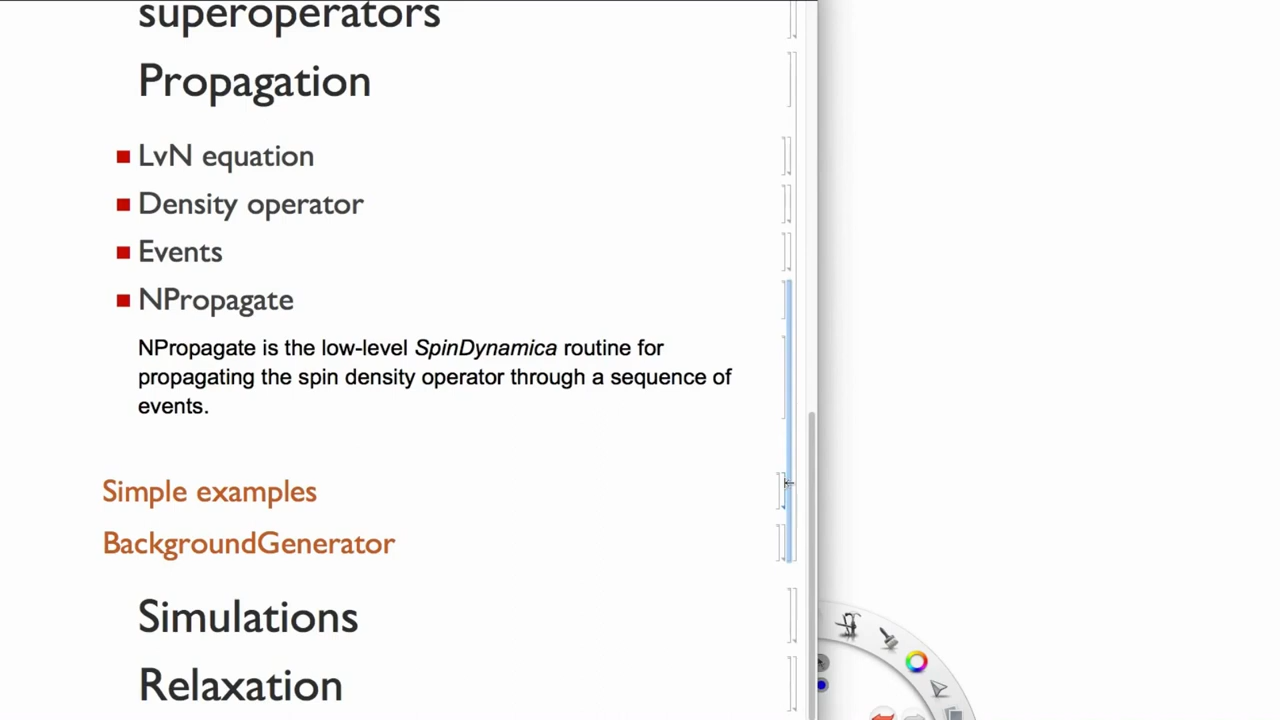 superoperators
Propagation
LvN equation
Density operator
Events
NPropagate
NPropagate is the low-level SpinDynamica routine for
propagating the spin density operator through a sequence of
events.
Simple examples
BackgroundGenerator
Simulations
Relaxation